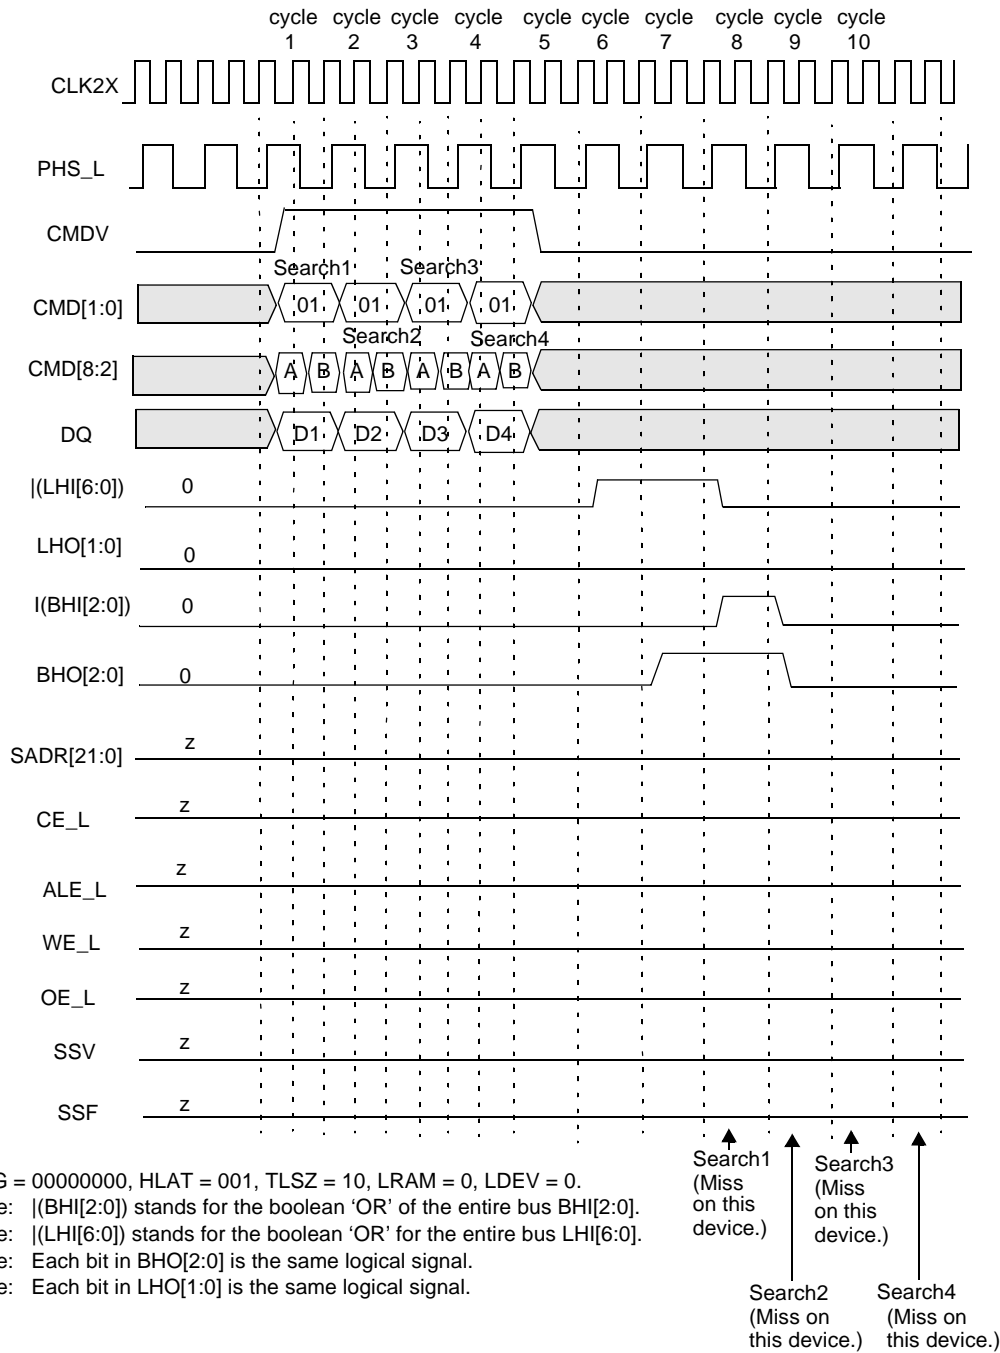 cycle cycle cycle cycle cycle cycle cycle cycle cycle cycle
1 2 3 4 5 6 7 8 9 10
CLK2X
PHS_L
CMDV
Search1 Search3
CMD[1:0] 01 01 01 01
Search2 Search4
CMD[8:2] A B A B A B A B
DQ D1 D2 D3 D4
|(LHI[6:0]) 0
LHO[1:0] 0
I(BHI[2:0]) 0
BHO[2:0] 0
SADR[21:0] z
CE_L z
ALE_L z
WE_L z
OE_L z
SSV z
SSF z
Search1
(Miss
on this
device.)
Search3
(Miss
on this
device.)
Search2
(Miss on
this device.)
Search4
(Miss on
this device.)
G = 00000000, HLAT = 001, TLSZ = 10, LRAM = 0, LDEV = 0.
e: |(BHI[2:0]) stands for the boolean ‘OR’ of the entire bus BHI[2:0].
e: |(LHI[6:0]) stands for the boolean ‘OR’ for the entire bus LHI[6:0].
e: Each bit in BHO[2:0] is the same logical signal.
e: Each bit in LHO[1:0] is the same logical signal.